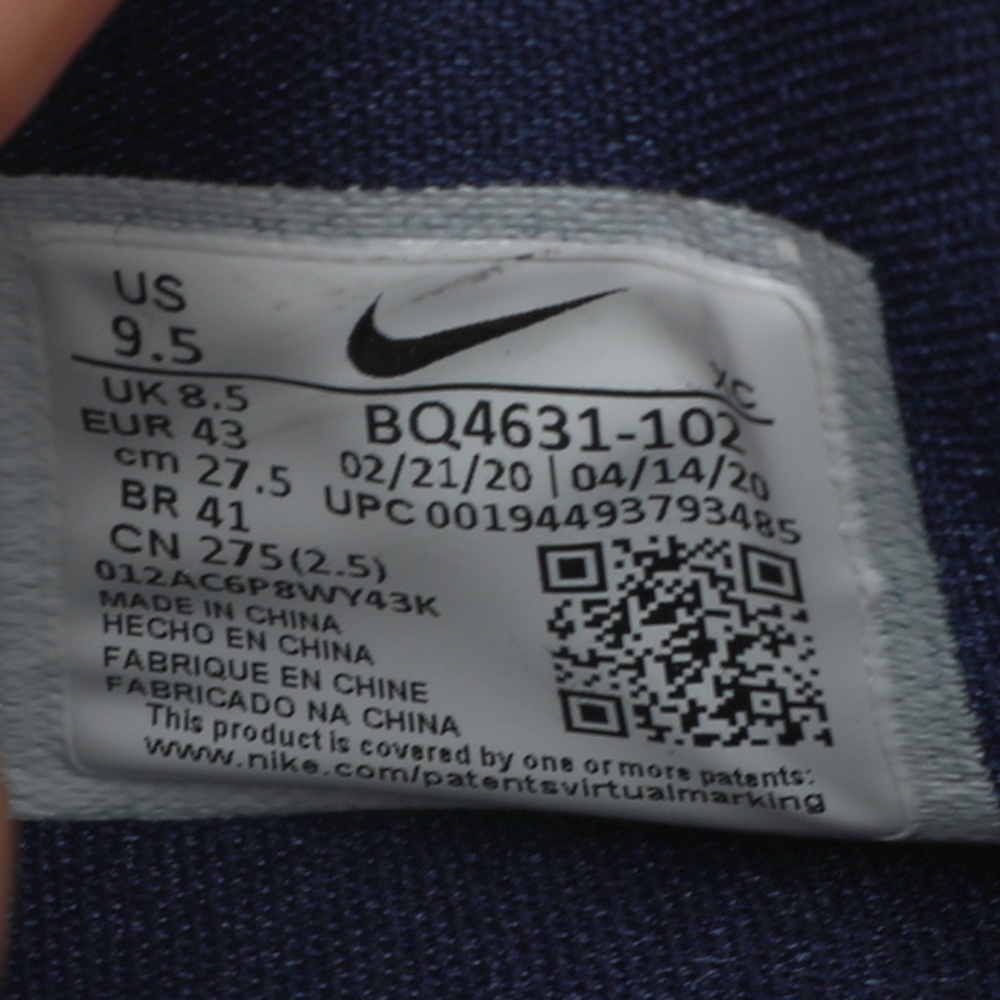 US
9.5
XC
UK 8.5
EUR 43
cm 27.5
BR 41
CN 275(2.5)
BQ4631-102
02/21/20 | 04/14/20
UPC 00194493793485
012AC6P8WY43K
MADE IN CHINA
HECHO EN CHINA
FABRIQUE EN CHINE
FABRICADO NA CHINA
This product is covered by one or more patents:
www.nike.com/patentsvirtualmarking